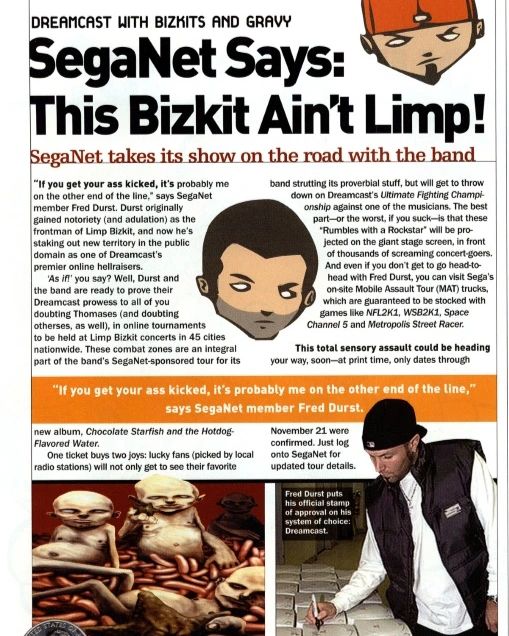 DREAMCAST WITH BIZKITS AND GRAVY
SegaNet Says:
This Bizkit Ain't Limp!
SegaNet takes its show on the road with the band
"If you get your ass kicked, it's probably me
on the other end of the line," says SegaNet
member Fred Durst. Durst originally
gained notoriety (and adulation) as the
frontman of Limp Bizkit, and now he's
staking out new territory in the public
domain as one of Dreamcast's
premier online hellraisers.
'As if!' you say? Well, Durst and
the band are ready to prove their
Dreamcast prowess to all of you
doubting Thomases (and doubting
otherses, as well), in online tournaments
to be held at Limp Bizkit concerts in 45 cities
nationwide. These combat zones are an integral
part of the band's SegaNet-sponsored tour for its
band strutting its proverbial stuff, but will get to throw
down on Dreamcast's Ultimate Fighting Champi-
onship against one of the musicians. The best
part—or the worst, if you suck—is that these
"Rumbles with a Rockstar" will be pro-
jected on the giant stage screen, in front
of thousands of screaming concert-goers.
And even if you don't get to go head-to-
head with Fred Durst, you can visit Sega's
on-site Mobile Assault Tour (MAT) trucks,
which are guaranteed to be stocked with
games like NFL2K1, WSB2K1, Space
Channel 5 and Metropolis Street Racer.
This total sensory assault could be heading
your way, soon—at print time, only dates through
"If you get your ass kicked, it's probably me on the other end of the line,"
says SegaNet member Fred Durst.
new album, Chocolate Starfish and the Hotdog-
Flavored Water.
One ticket buys two joys: lucky fans (picked by local
radio stations) will not only get to see their favorite
November 21 were
confirmed. Just log
onto SegaNet for
updated tour details.
Fred Durst puts
his official stamp
of approval on his
system of choice:
Dreamcast.